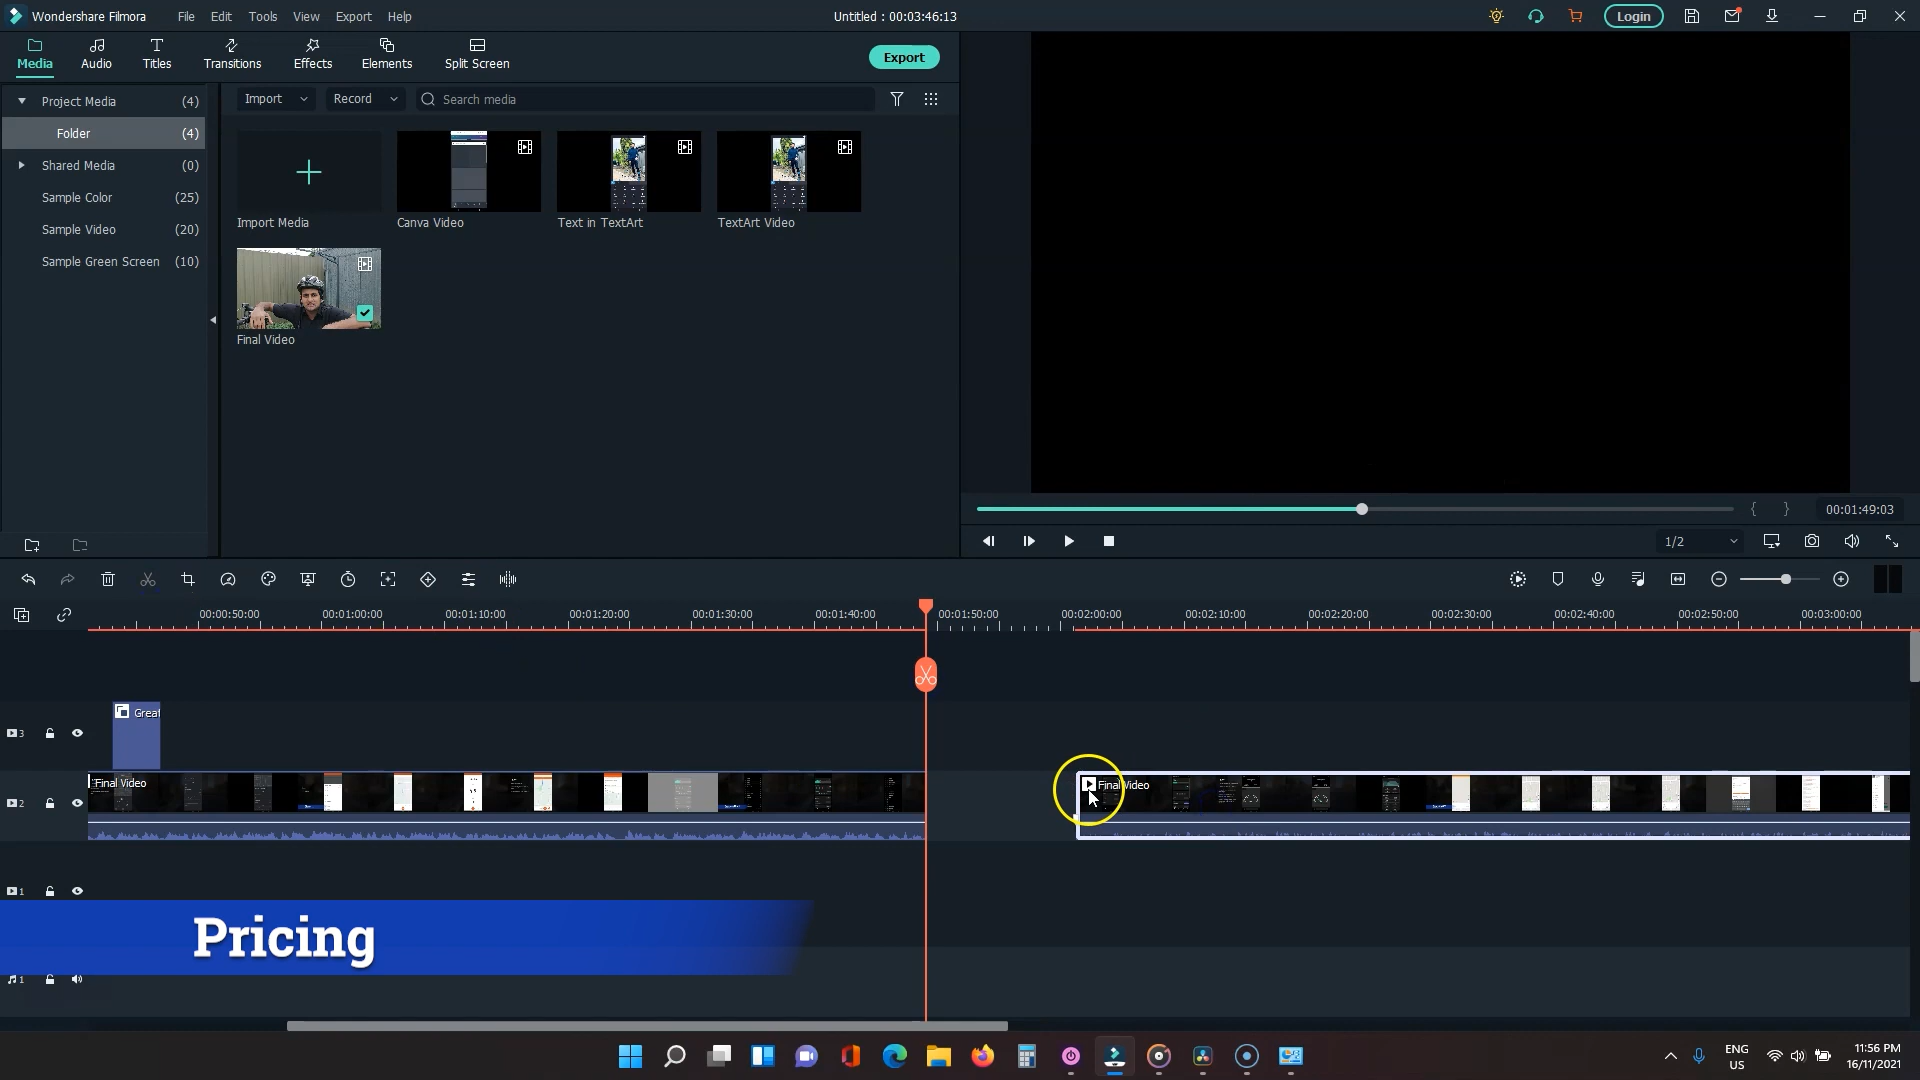 Wondershare Filmora File Edit Tools View Export Help Untitled : 00:03:46:13 Login
Media Audio Titles Transitions Effects Elements Split Screen Export
Project Media (4)
Folder (4)
Shared Media (0)
Sample Color (25)
Sample Video (20)
Sample Green Screen (10)
Import Record Search media
Import Media Canva Video Text in TextArt TextArt Video
Final Video
{ } 00:01:49:03
1/2
00:00:50:00 00:01:00:00 00:01:10:00 00:01:20:00 00:01:30:00 00:01:40:00 00:01:50:00 00:02:00:00 00:02:10:00 00:02:20:00 00:02:30:00 00:02:40:00 00:02:50:00 00:03:00:00
3 Great
2 Final Video Final Video
1
Pricing
1
ENG
US
11:56 PM
16/11/2021